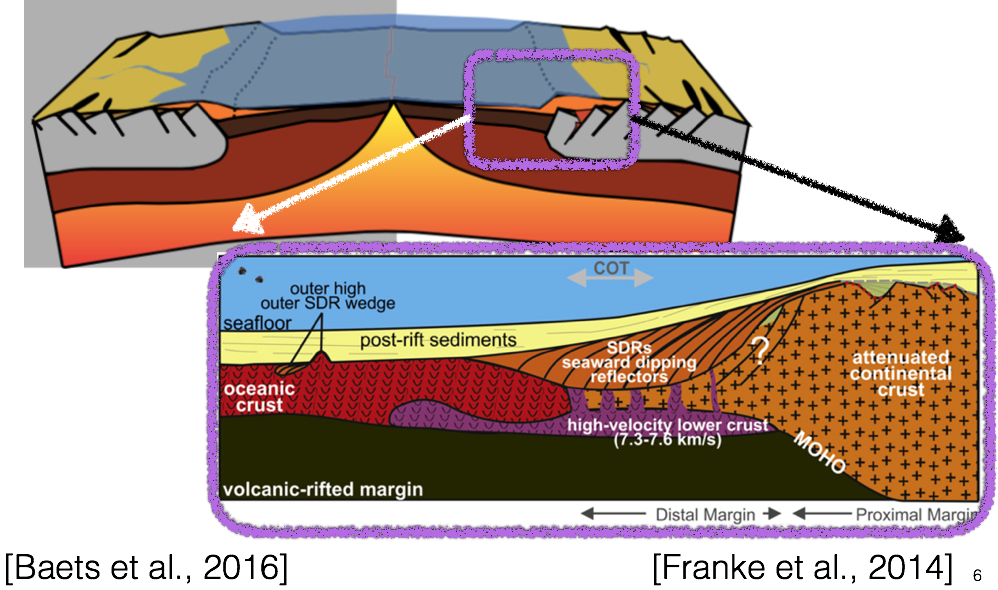 COT
outer high
outer SDR wedge
seafloor
post-rift sediments
SDRs
seaward dipping
reflectors
?
attenuated
continental
crust
oceanic
crust
high-velocity lower crust
(7.3-7.6 km/s)
MOHO
volcanic-rifted margin
Distal Margin
Proximal Margin
[Baets et al., 2016]
[Franke et al., 2014]
6